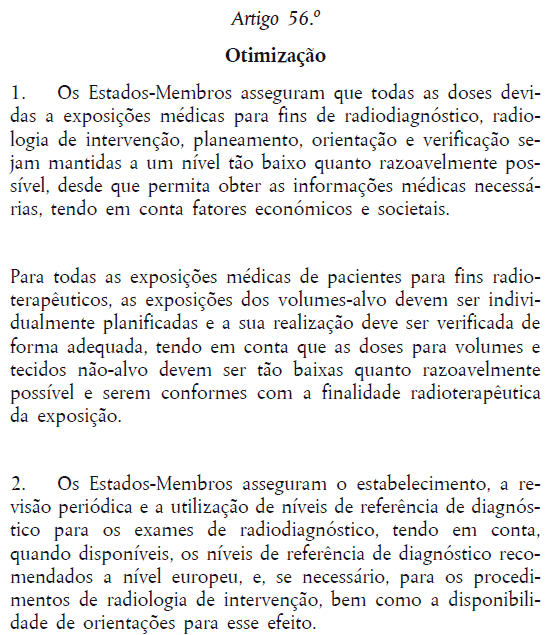 Artigo 56.º
Otimização
1. Os Estados-Membros asseguram que todas as doses devi-
das a exposições médicas para fins de radiodiagnóstico, radio-
logia de intervenção, planeamento, orientação e verificação se-
jam mantidas a um nível tão baixo quanto razoavelmente pos-
sível, desde que permita obter as informações médicas necessá-
rias, tendo em conta fatores económicos e societais.
Para todas as exposições médicas de pacientes para fins radio-
terapêuticos, as exposições dos volumes-alvo devem ser indivi-
dualmente planificadas e a sua realização deve ser verificada de
forma adequada, tendo em conta que as doses para volumes e
tecidos não-alvo devem ser tão baixas quanto razoavelmente
possível e serem conformes com a finalidade radioterapêutica
da exposição.
2. Os Estados-Membros asseguram o estabelecimento, a re-
visão periódica e a utilização de níveis de referência de diagnós-
tico para os exames de radiodiagnóstico, tendo em conta,
quando disponíveis, os níveis de referência de diagnóstico reco-
mendados a nível europeu, e, se necessário, para os procedi-
mentos de radiologia de intervenção, bem como a disponibili-
dade de orientações para esse efeito.